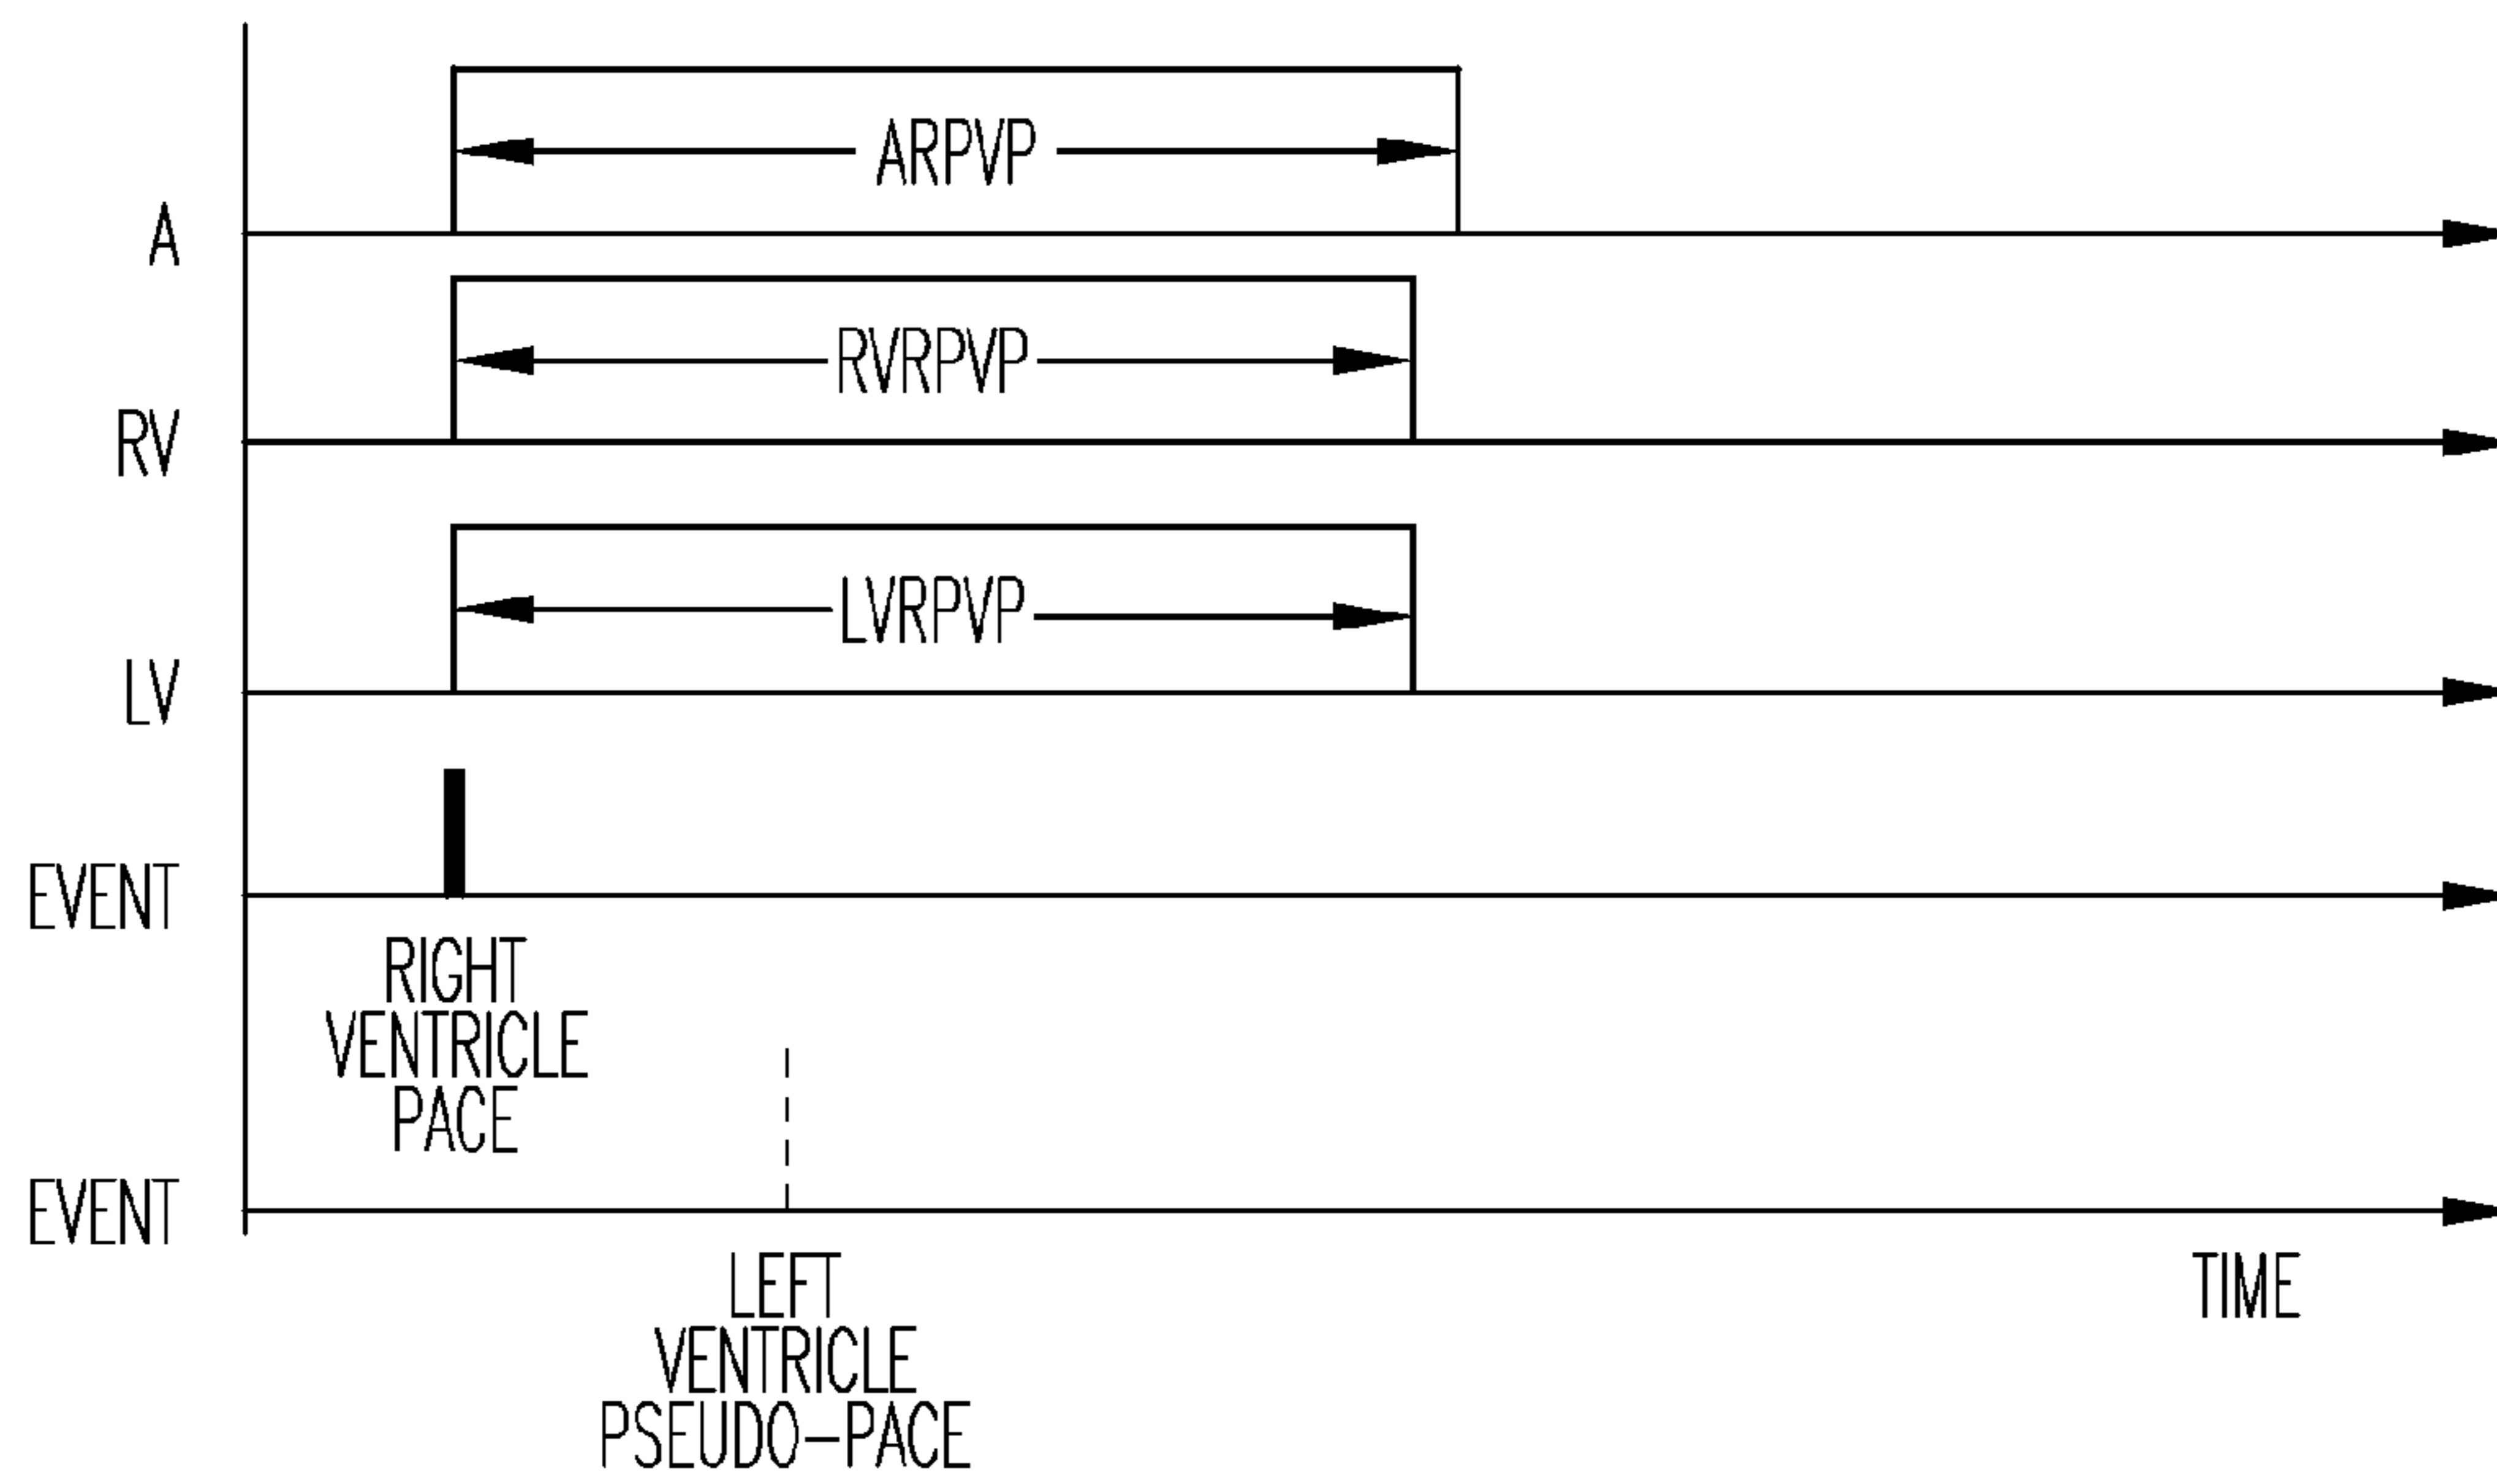 ARPVP
A
RVRPVP
RV
LVRPVP
LV
EVENT
RIGHT
VENTRICLE
PACE
EVENT
LEFT
VENTRICLE
PSEUDO-PACE
TIME